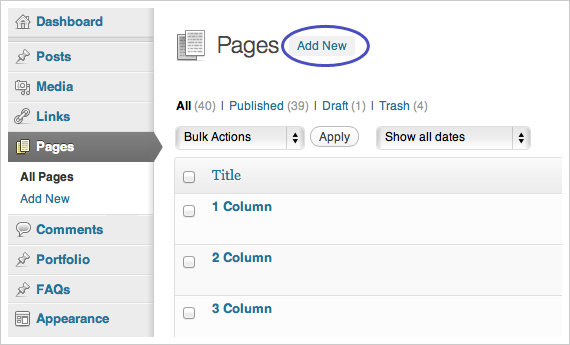 Dashboard
Posts
Media
Links
Pages
All Pages
Add New
Comments
Portfolio
FAQs
Appearance
Pages Add New
All (40) | Published (39) | Draft (1) | Trash (4)
Bulk Actions Apply Show all dates
Title
1 Column
2 Column
3 Column